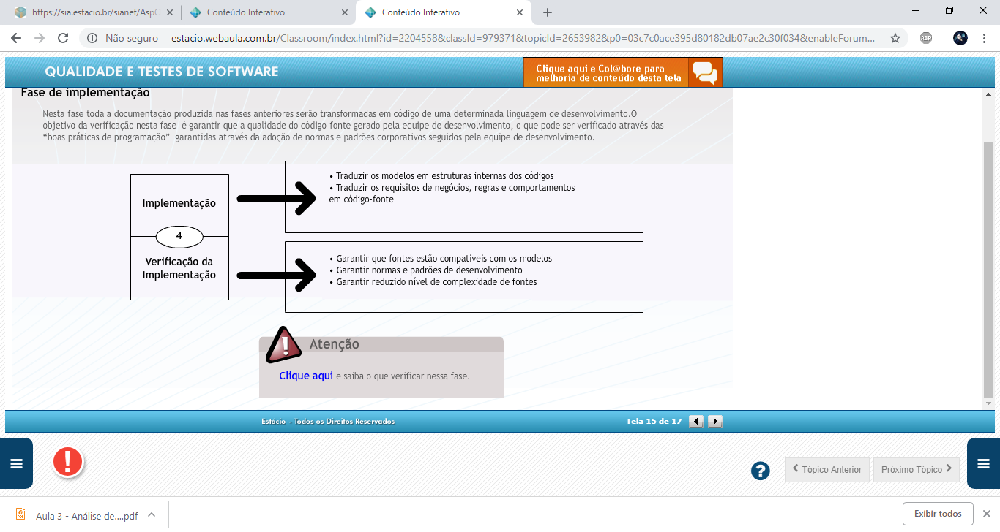 https://sia.estacio.br/sianet/AspC
Conteúdo Interativo
Conteúdo Interativo
Não seguro
estacio.webaula.com.br/Classroom/index.html?id=2204558&classId=979371&topicId=2653982&p0=03c7c0ace395d80182db07ae2c30f034&enableForum...
ABP
QUALIDADE E TESTES DE SOFTWARE
Clique aqui e Col@bore para
melhoria de conteúdo desta tela
Fase de implementação
Nesta fase toda a documentação produzida nas fases anteriores serão transformadas em código de uma determinada linguagem de desenvolvimento.O
objetivo da verificação nesta fase é garantir que a qualidade do código-fonte gerado pela equipe de desenvolvimento, o que pode ser verificado através das
“boas práticas de programação” garantidas através da adoção de normas e padrões corporativos seguidos pela equipe de desenvolvimento.
Implementação
4
Verificação da
Implementação
• Traduzir os modelos em estruturas internas dos códigos
• Traduzir os requisitos de negócios, regras e comportamentos
em código-fonte
• Garantir que fontes estão compatíveis com os modelos
• Garantir normas e padrões de desenvolvimento
• Garantir reduzido nível de complexidade de fontes
Atenção
Clique aqui e saiba o que verificar nessa fase.
Estácio - Todos os Direitos Reservados
Tela 15 de 17
Tópico Anterior
Próximo Tópico
Aula 3 - Análise de....pdf
Exibir todos